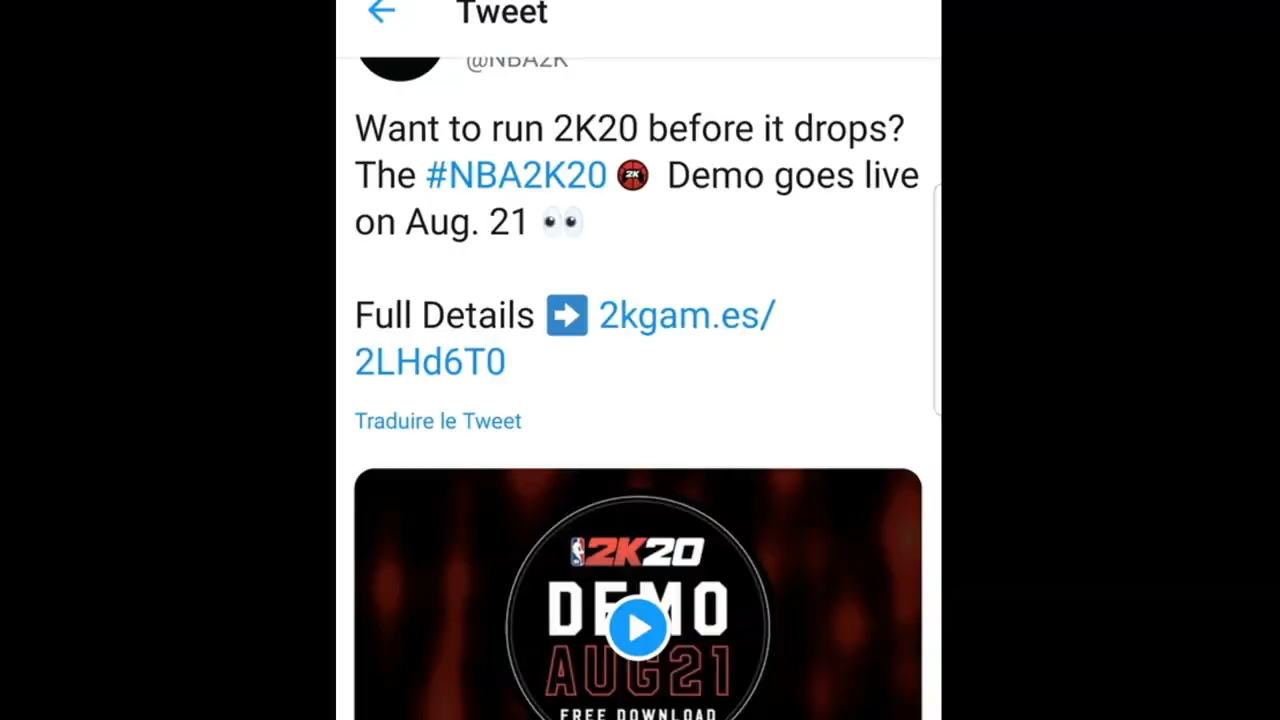 Tweet
@NBA2K
Want to run 2K20 before it drops?
The #NBA2K20 Demo goes live
on Aug. 21 👀
Full Details ➡️ 2kgam.es/
2LHd6T0
Traduire le Tweet
2K20
DEMO
AUG21
FREE DOWNLOAD